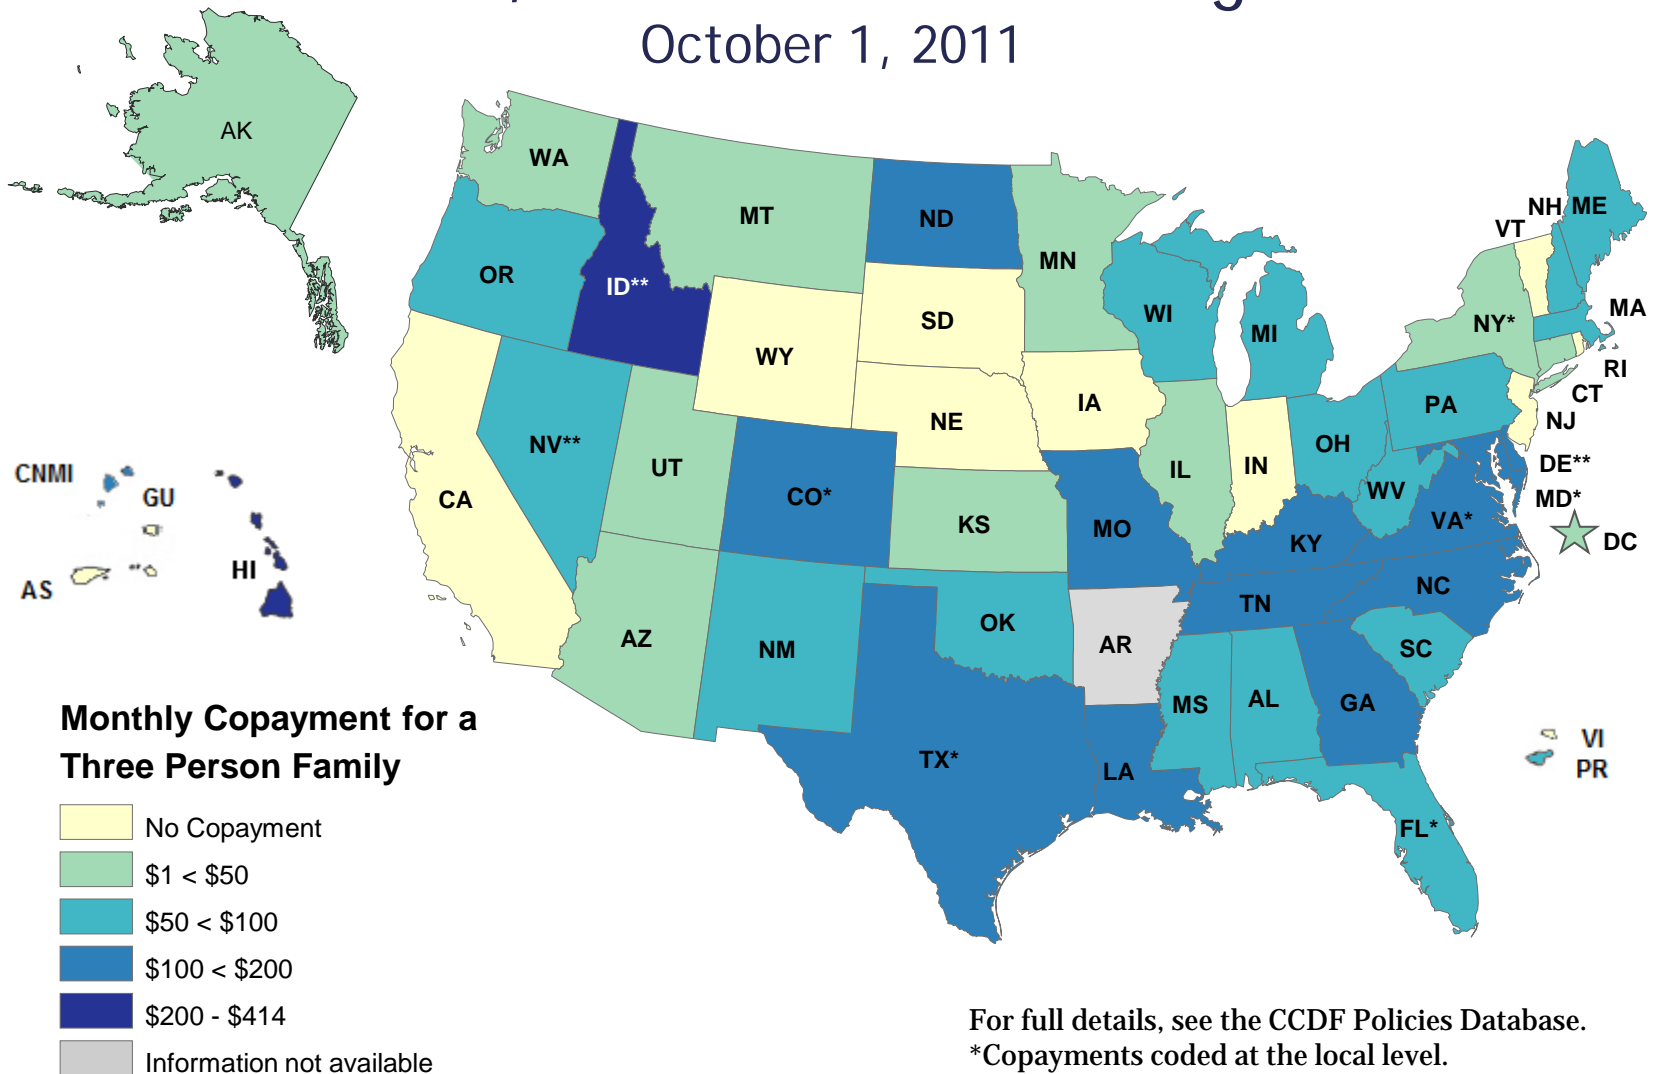 October 1, 2011
AK
WA
MT
ND
MN
OR
ID**
WY
SD
WI
MI
NY*
VT
NH
ME
MA
RI
CT
NJ
PA
NV**
UT
NE
IA
IL
IN
OH
DE**
MD*
DC
CNMI
GU
AS
HI
CA
CO*
KS
MO
KY
WV
VA*
AZ
NM
OK
AR
TN
NC
SC
TX*
LA
MS
AL
GA
FL*
VI
PR
Monthly Copayment for a
Three Person Family
No Copayment
$1 < $50
$50 < $100
$100 < $200
$200 - $414
Information not available
For full details, see the CCDF Policies Database.
*Copayments coded at the local level.